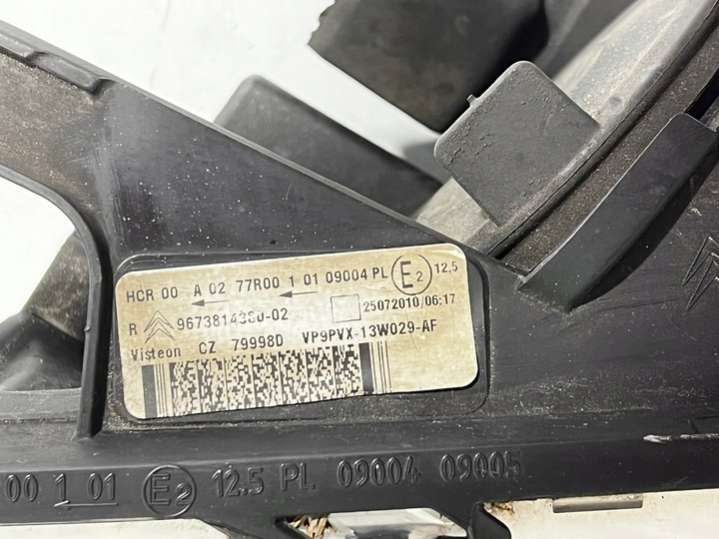 HCR 00 A 02 77R00 1 01 09004 PL E2 12,5
R 9673814380-02 25072010/06:17
Visteon CZ 79998D VP9PVX-13W029-AF
00 1 01 E2 12.5 PL 09004 09005